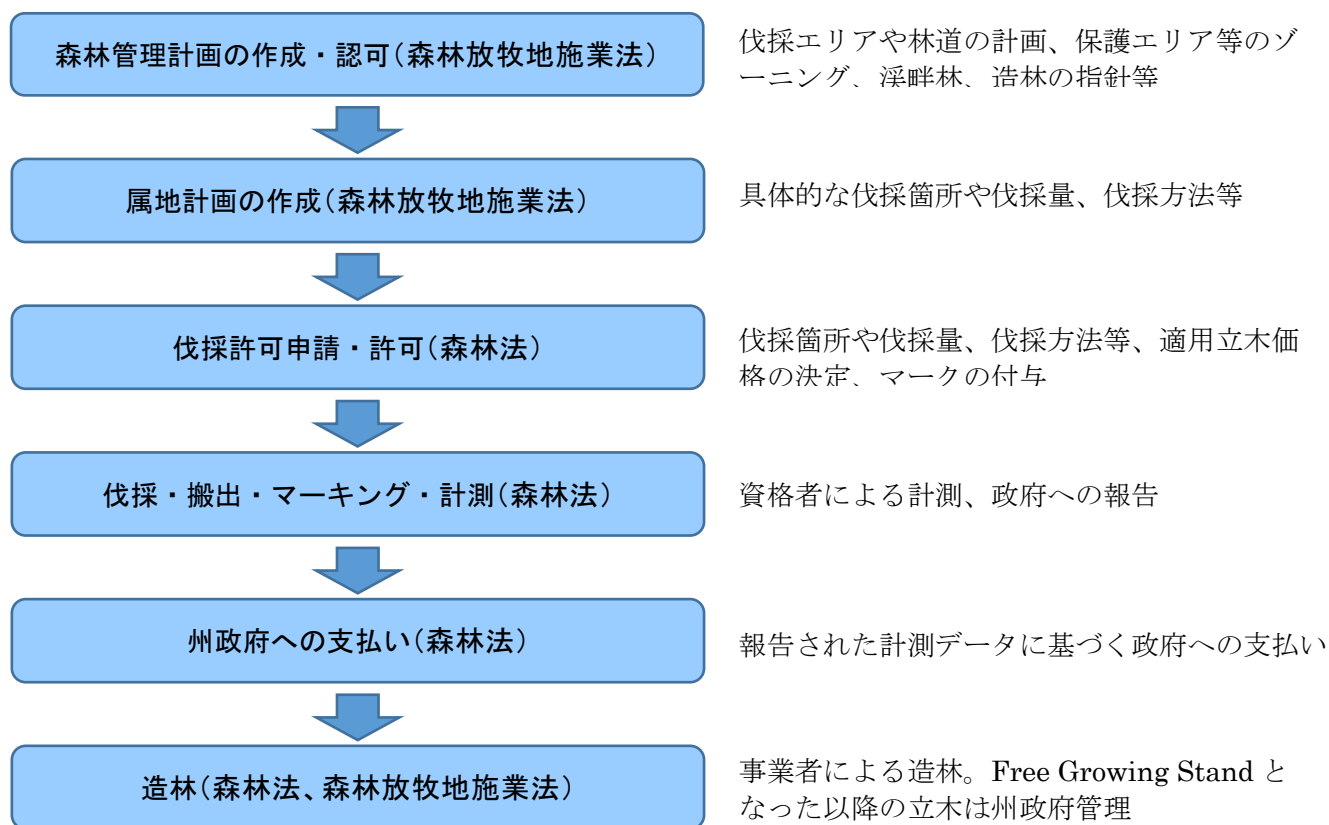 森林管理計画の作成・認可(森林放牧地施業法)
伐採エリアや林道の計画、保護エリア等のゾ
ーニング、渓畔林、造林の指針等
属地計画の作成(森林放牧地施業法)
具体的な伐採箇所や伐採量、伐採方法等
伐採許可申請・許可(森林法)
伐採箇所や伐採量、伐採方法等、適用立木価
格の決定、マークの付与
伐採・搬出・マーキング・計測(森林法)
資格者による計測、政府への報告
州政府への支払い(森林法)
報告された計測データに基づく政府への支払い
造林(森林法、森林放牧地施業法)
事業者による造林。Free Growing Stand と
なった以降の立木は州政府管理